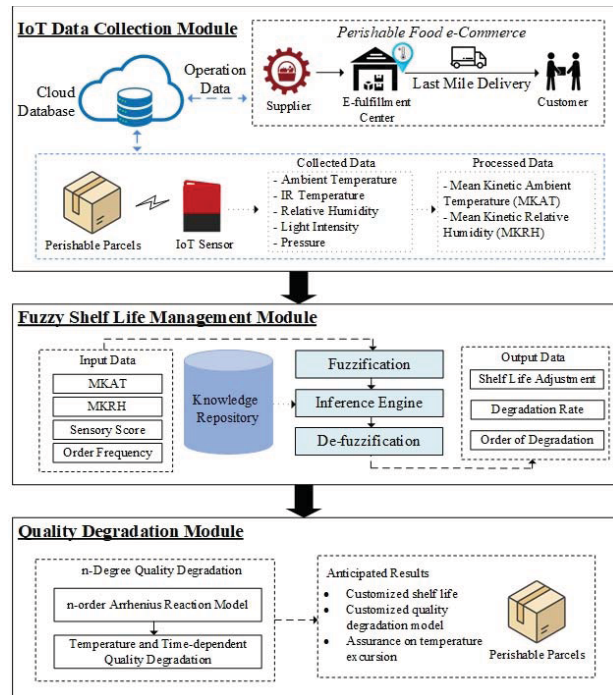 IoT Data Collection Module
Perishable Food e-Commerce
Cloud
Database
Operation
Data
Supplier
E-fulfillment
Center
Last Mile Delivery
Customer
Perishable Parcels
IoT Sensor
Collected Data
- Ambient Temperature
- IR Temperature
- Relative Humidity
- Light Intensity
- Pressure
Processed Data
- Mean Kinetic Ambient
Temperature (MKAT)
- Mean Kinetic Relative
Humidity (MKRH)
Fuzzy Shelf Life Management Module
Input Data
MKAT
MKRH
Sensory Score
Order Frequency
Knowledge
Repository
Fuzzification
Inference Engine
De-fuzzification
Output Data
Shelf Life Adjustment
Degradation Rate
Order of Degradation
Quality Degradation Module
n-Degree Quality Degradation
n-order Arrhenius Reaction Model
Temperature and Time-dependent
Quality Degradation
Anticipated Results
• Customized shelf life
• Customized quality
degradation model
• Assurance on temperature
excursion
Perishable Parcels